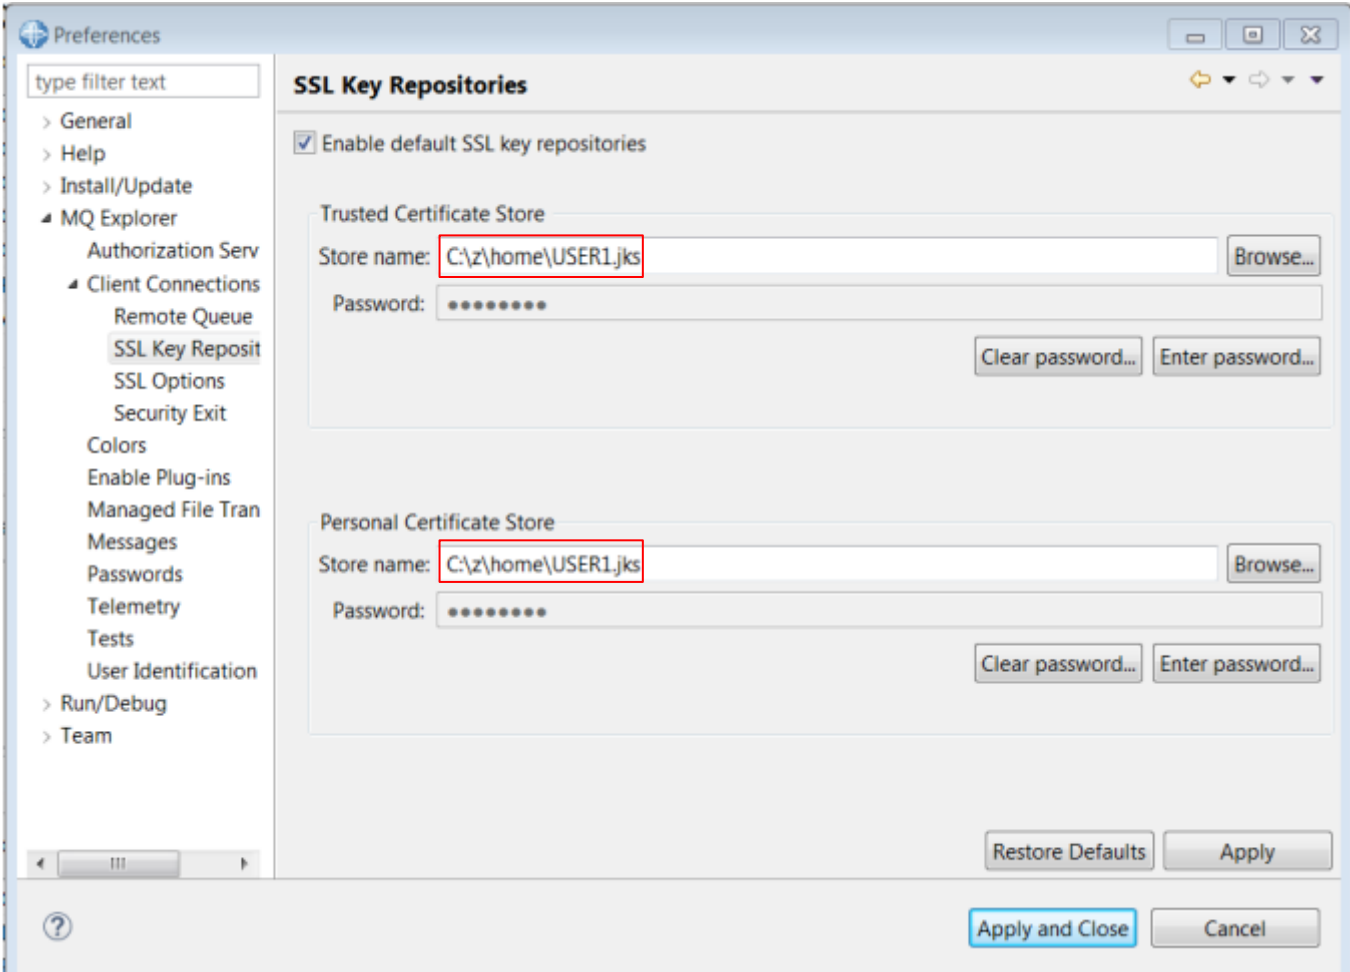 Preferences
type filter text
General
Help
Install/Update
MQ Explorer
Authorization Serv
Client Connections
Remote Queue
SSL Key Reposit
SSL Options
Security Exit
Colors
Enable Plug-ins
Managed File Tran
Messages
Passwords
Telemetry
Tests
User Identification
Run/Debug
Team
SSL Key Repositories
Enable default SSL key repositories
Trusted Certificate Store
Store name: C:\z\home\USER1.jks Browse...
Password: ●●●●●●●●
Clear password... Enter password...
Personal Certificate Store
Store name: C:\z\home\USER1.jks Browse...
Password: ●●●●●●●●
Clear password... Enter password...
Restore Defaults Apply
? Apply and Close Cancel